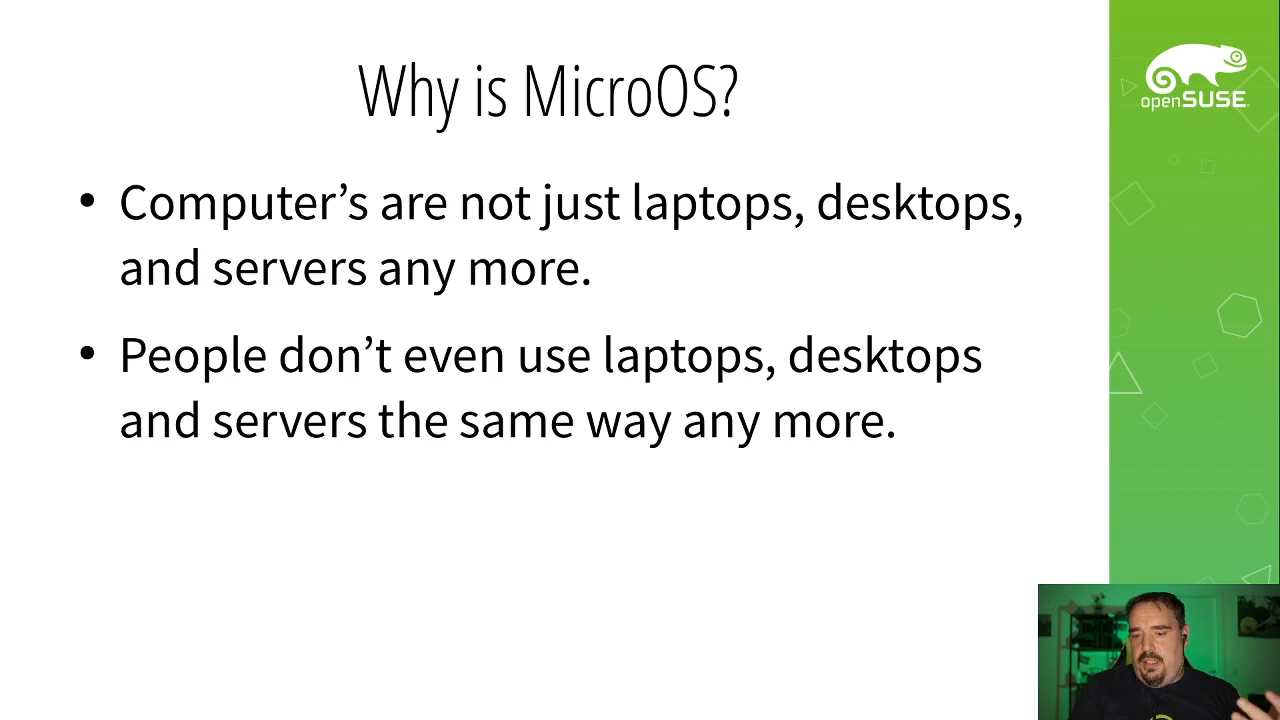 Why is MicroOS?
openSUSE
• Computer’s are not just laptops, desktops,
and servers any more.
• People don’t even use laptops, desktops
and servers the same way any more.